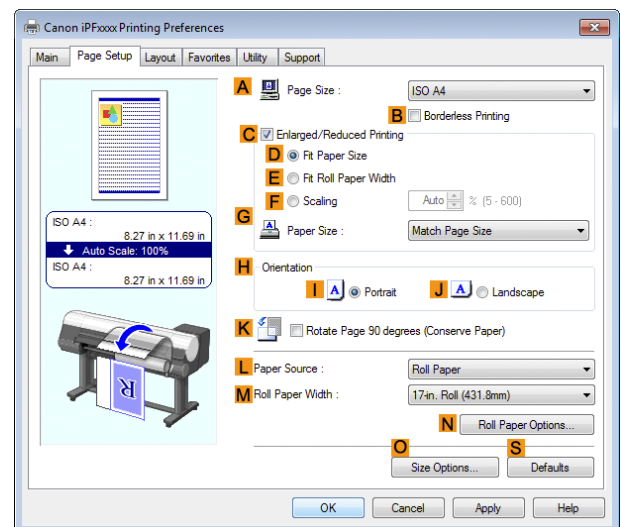 Canon iPFxxxx Printing Preferences
Main Page Setup Layout Favorites Utility Support
A Page Size : ISO A4
B Borderless Printing
C Enlarged/Reduced Printing
D Fit Paper Size
E Fit Roll Paper Width
F Scaling Auto % (5 - 600)
G Paper Size : Match Page Size
ISO A4 :
8.27 in x 11.69 in
Auto Scale: 100%
ISO A4 :
8.27 in x 11.69 in
H Orientation
I A Portrait J A Landscape
K Rotate Page 90 degrees (Conserve Paper)
R
L Paper Source : Roll Paper
M Roll Paper Width : 17-in. Roll (431.8mm)
N Roll Paper Options...
O S
Size Options... Defaults
OK Cancel Apply Help